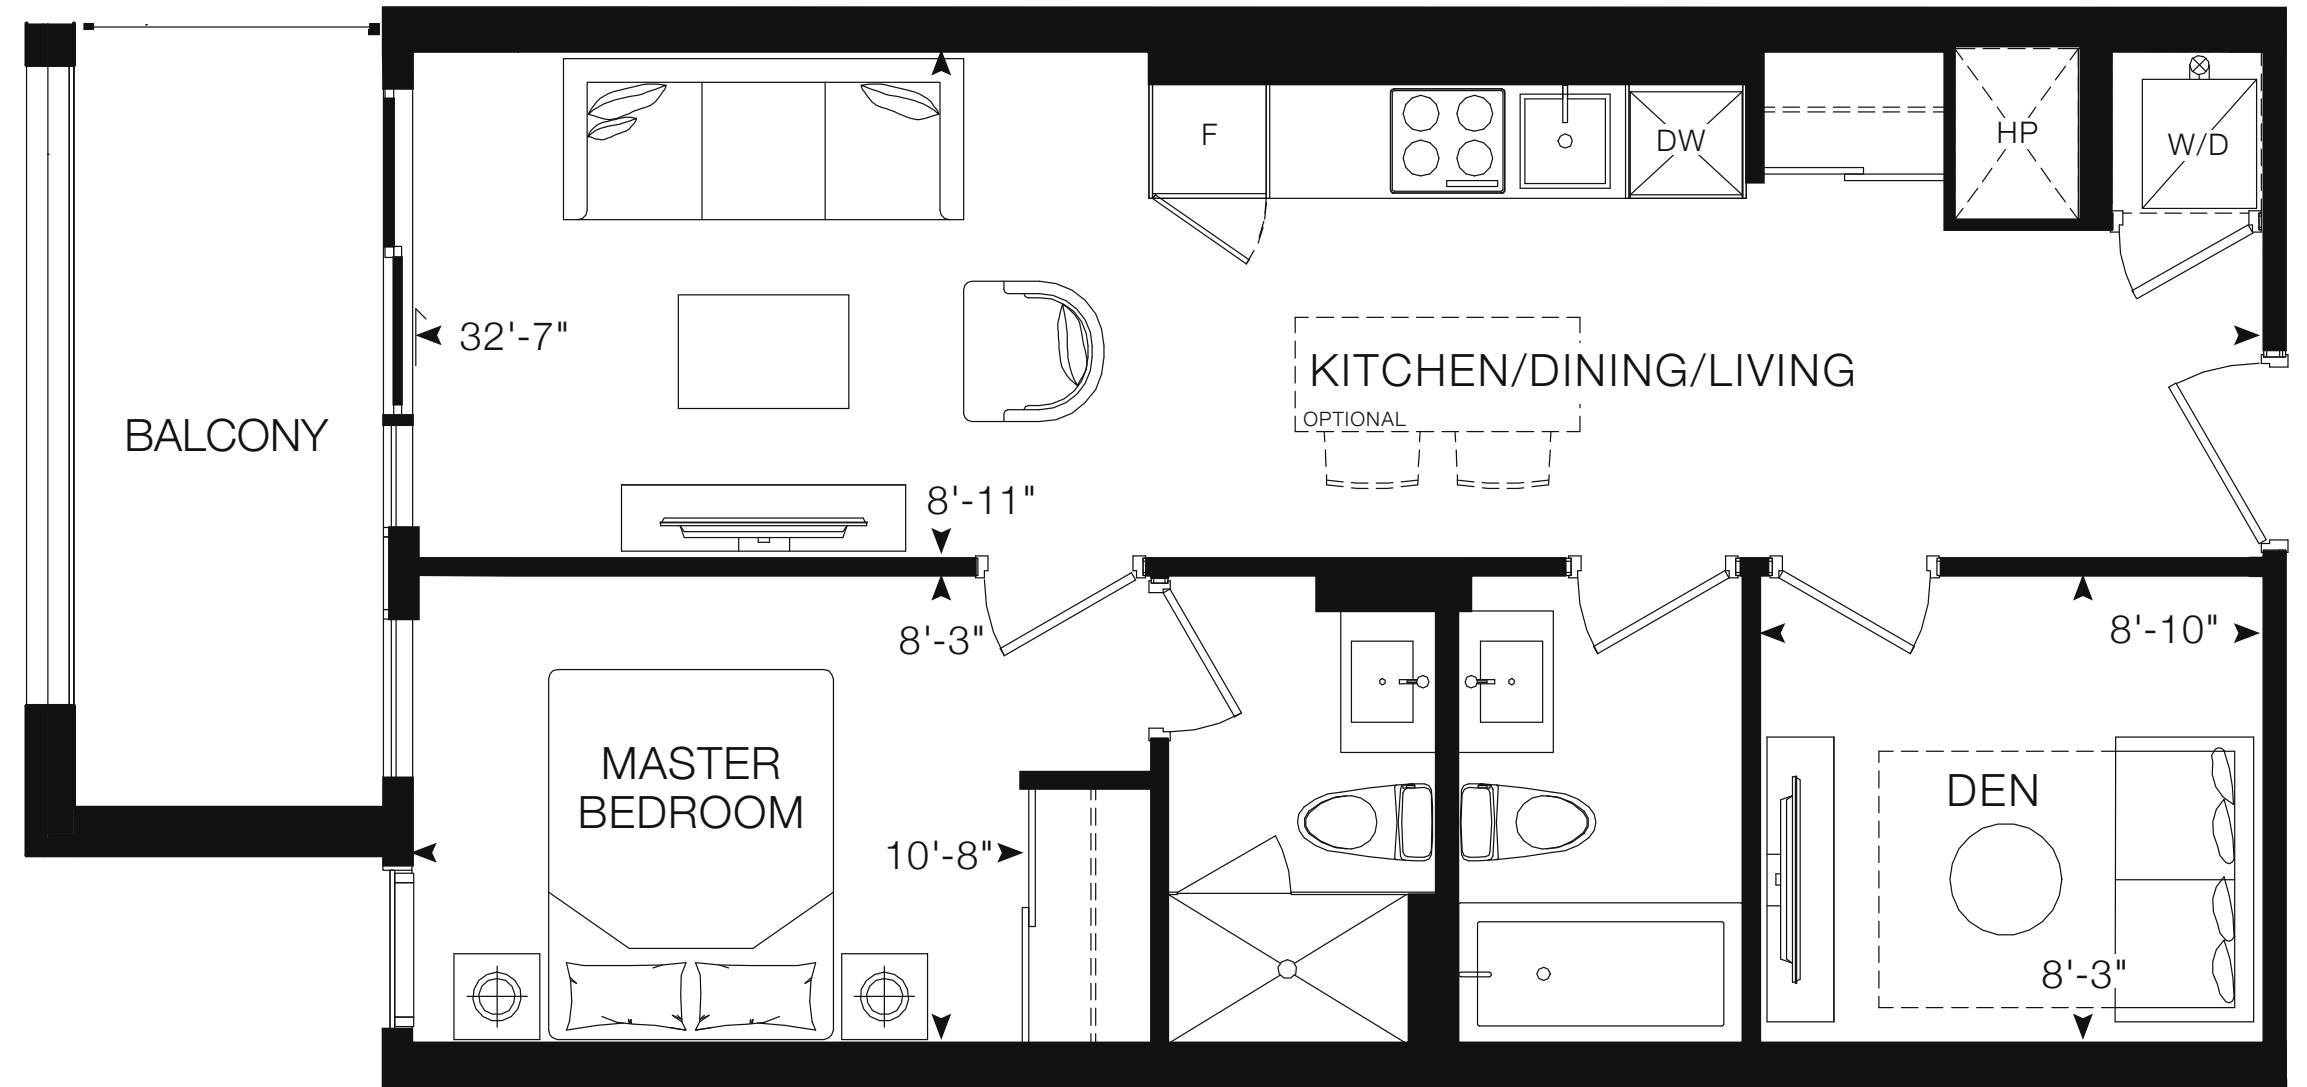 F
DW
HP
W/D
32'-7"
KITCHEN/DINING/LIVING
OPTIONAL
BALCONY
8'-11"
8'-3"
8'-10"
MASTER
BEDROOM
DEN
10'-8"
8'-3"